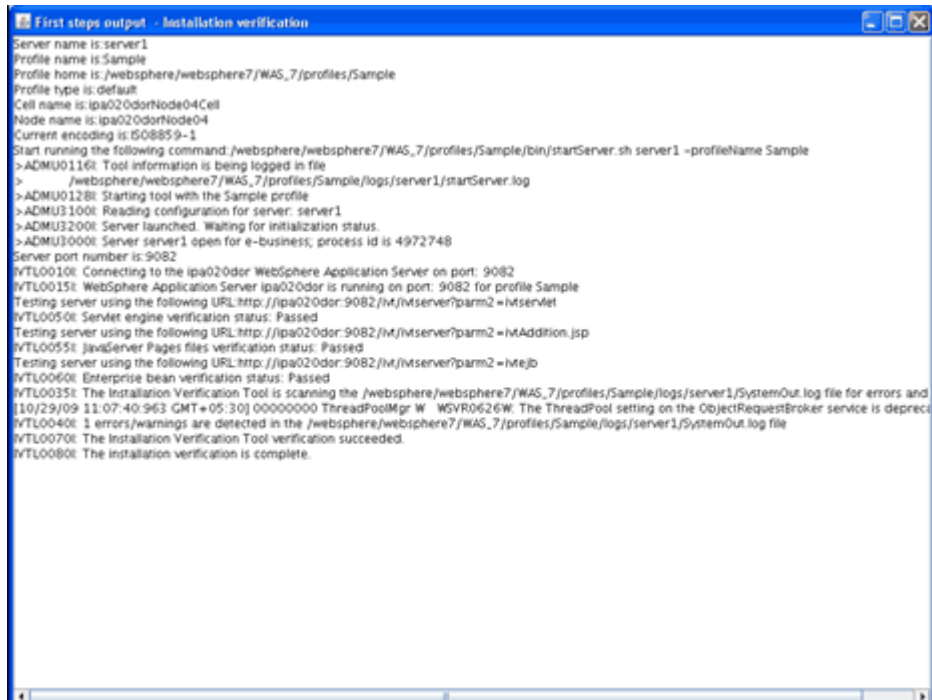 First steps output - Installation verification
Server name is:server1
Profile name is:Sample
Profile home is:/websphere/websphere7/WAS_7/profiles/Sample
Profile type is:default
Cell name is:ipa020dorNode04Cell
Node name is:ipa020dorNode04
Current encoding is:ISO8859-1
Start running the following command:/websphere/websphere7/WAS_7/profiles/Sample/bin/startServer.sh server1 -profileName Sample
>ADMU0116I: Tool information is being logged in file
> /websphere/websphere7/WAS_7/profiles/Sample/logs/server1/startServer.log
>ADMU0128I: Starting tool with the Sample profile
>ADMU3100I: Reading configuration for server: server1
>ADMU3200I: Server launched. Waiting for initialization status.
>ADMU3000I: Server server1 open for e-business; process id is 4972748
Server port number is:9082
IVTL0010I: Connecting to the ipa020dor WebSphere Application Server on port: 9082
IVTL0015I: WebSphere Application Server ipa020dor is running on port: 9082 for profile Sample
Testing server using the following URL:http://ipa020dor:9082/ivt/ivtserver?parm2=ivtservlet
IVTL0050I: Servlet engine verification status: Passed
Testing server using the following URL:http://ipa020dor:9082/ivt/ivtserver?parm2=ivtAddition.jsp
IVTL0055I: JavaServer Pages files verification status: Passed
Testing server using the following URL:http://ipa020dor:9082/ivt/ivtserver?parm2=ivtejb
IVTL0060I: Enterprise bean verification status: Passed
IVTL0035I: The Installation Verification Tool is scanning the /websphere/websphere7/WAS_7/profiles/Sample/logs/server1/SystemOut.log file for errors and
[10/29/09 11:07:40:963 GMT+05:30] 00000000 ThreadPoolMgr W WSVR0626W: The ThreadPool setting on the ObjectRequestBroker service is depreca
IVTL0040I: 1 errors/warnings are detected in the /websphere/websphere7/WAS_7/profiles/Sample/logs/server1/SystemOut.log file
IVTL0070I: The Installation Verification Tool verification succeeded.
IVTL0080I: The installation verification is complete.